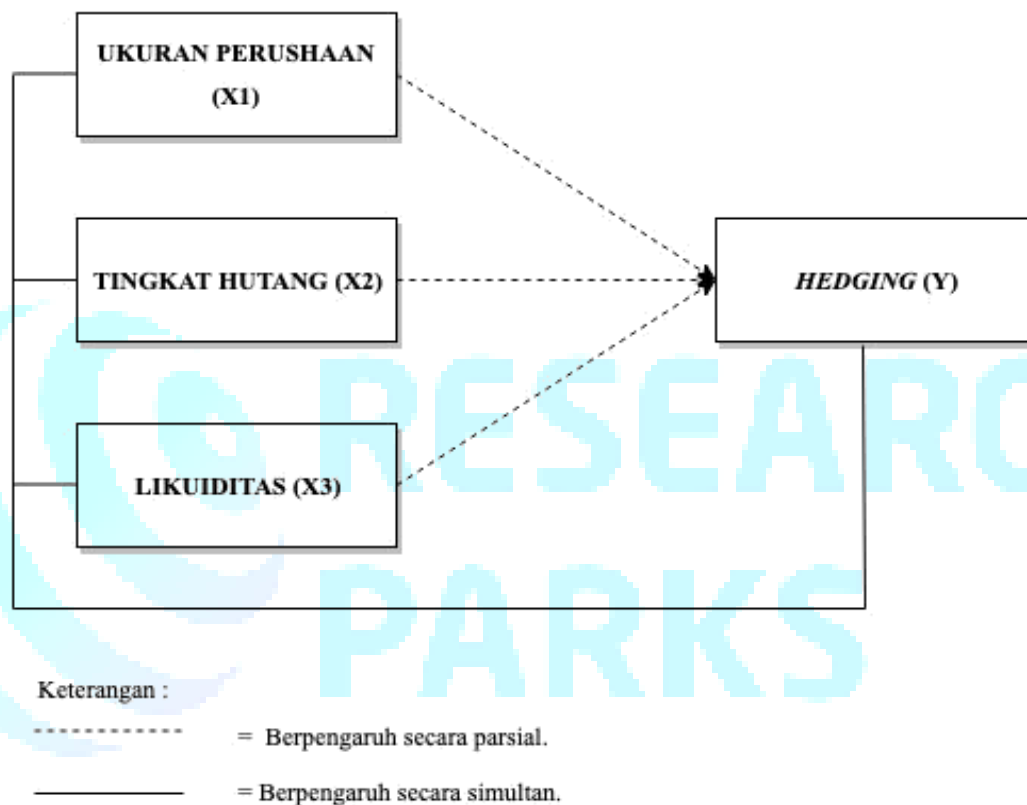 UKURAN PERUSHAAN
(X1)
TINGKAT HUTANG (X2)
HEDGING (Y)
LIKUIDITAS (X3)
RESEARC
PARKS
Keterangan :
= Berpengaruh secara parsial.
= Berpengaruh secara simultan.